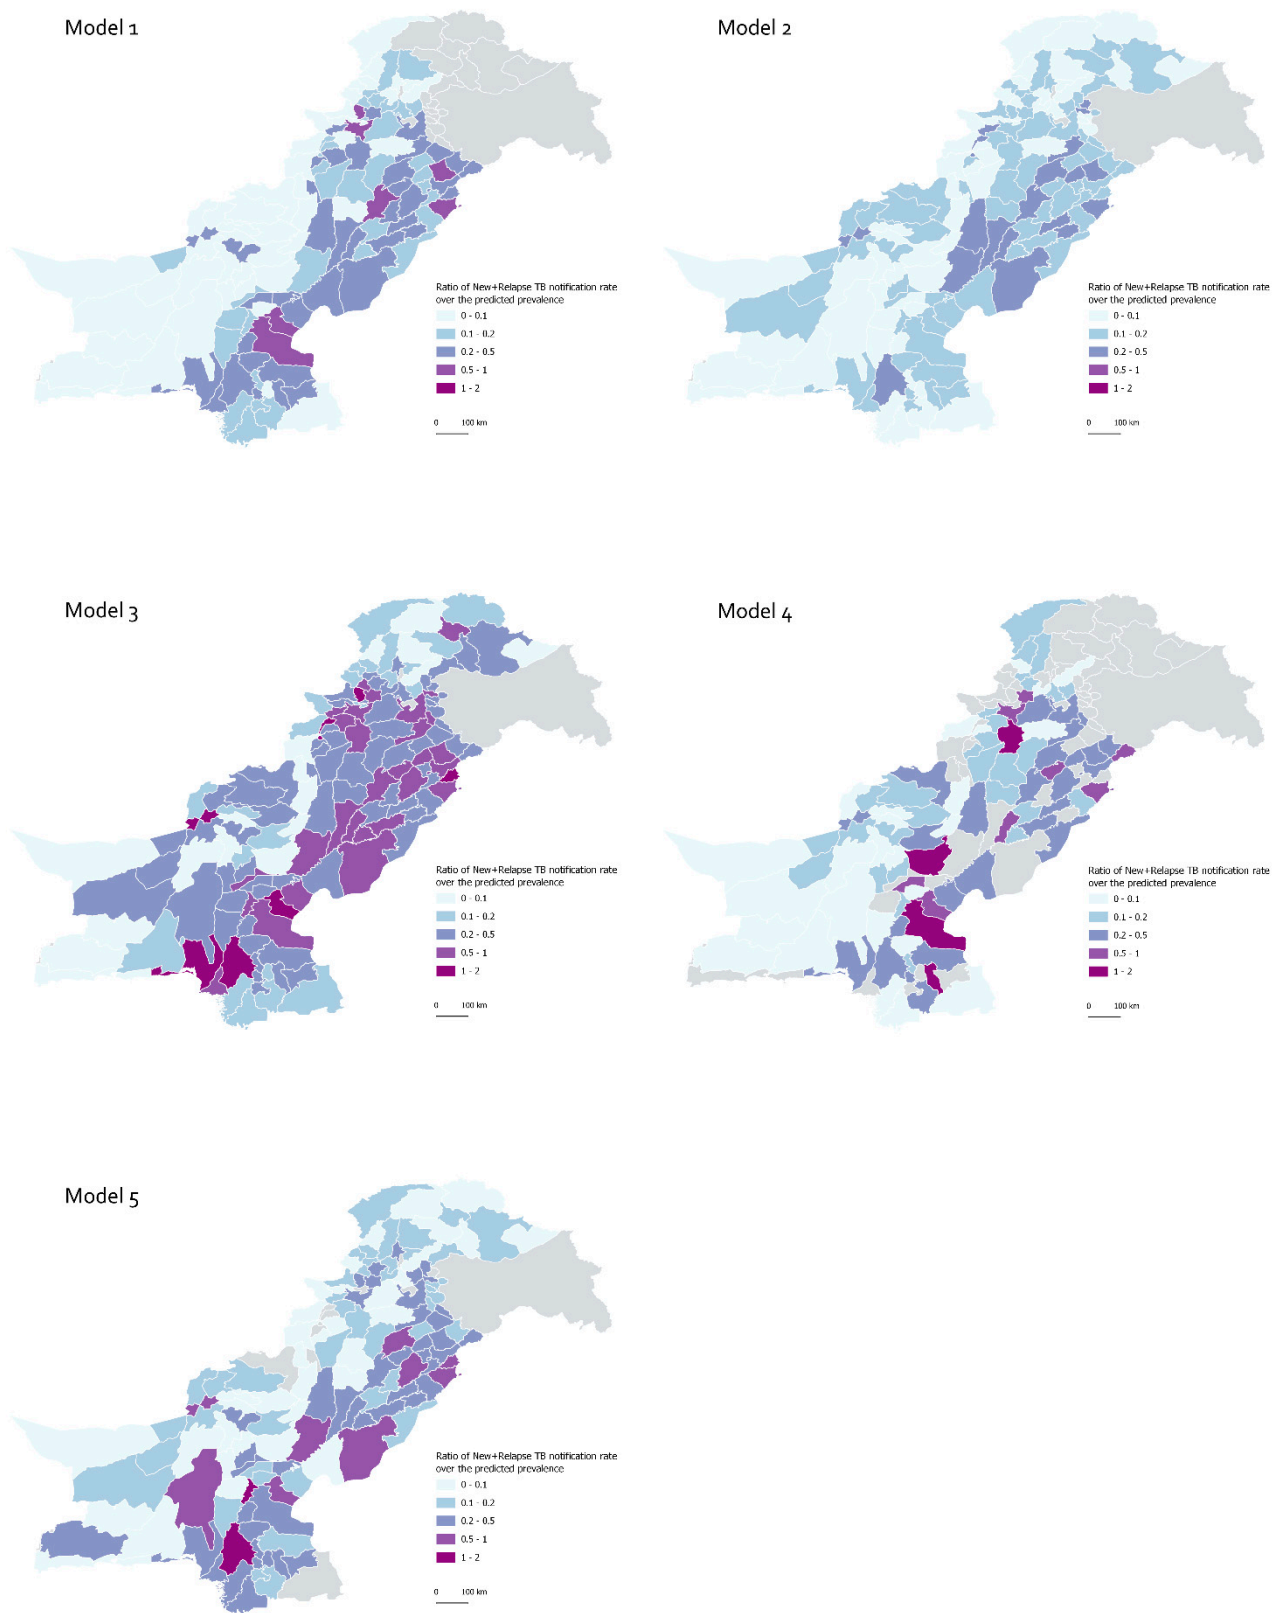 Model 1
Ratio of New+Relapse TB notification rate
over the predicted prevalence
0 - 0.1
0.1 - 0.2
0.2 - 0.5
0.5 - 1
1 - 2
0 100 km
Model 2
Ratio of New+Relapse TB notification rate
over the predicted prevalence
0 - 0.1
0.1 - 0.2
0.2 - 0.5
0.5 - 1
1 - 2
0 100 km
Model 3
Ratio of New+Relapse TB notification rate
over the predicted prevalence
0 - 0.1
0.1 - 0.2
0.2 - 0.5
0.5 - 1
1 - 2
0 100 km
Model 4
Ratio of New+Relapse TB notification rate
over the predicted prevalence
0 - 0.1
0.1 - 0.2
0.2 - 0.5
0.5 - 1
1 - 2
0 100 km
Model 5
Ratio of New+Relapse TB notification rate
over the predicted prevalence
0 - 0.1
0.1 - 0.2
0.2 - 0.5
0.5 - 1
1 - 2
0 100 km